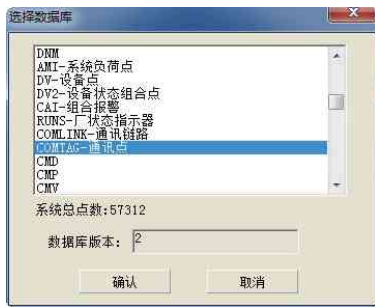 选择数据库
DNM
AMI-系统负荷点
DV-设备点
DV2-设备状态组合点
CAI-组合报警
RUNS-厂状态指示器
COMLINK-通讯链路
COMTAG-通讯点
CMD
CMP
CMV
系统总点数:57312
数据库版本: 2
确认
取消